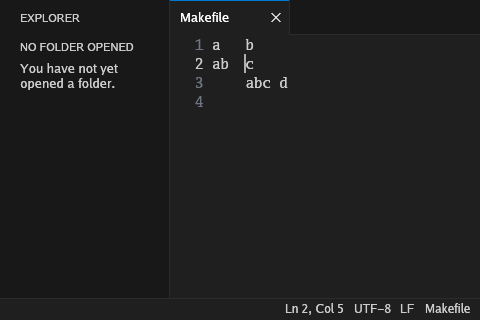 EXPLORER
NO FOLDER OPENED
You have not yet
opened a folder.
Makefile
1 a	b
2 ab	c
3 	abc d
4
Ln 2, Col 5 UTF-8 LF Makefile